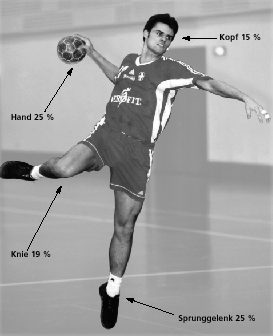 Kopf 15 %
Hand 25 %
Knie 19 %
Sprunggelenk 25 %